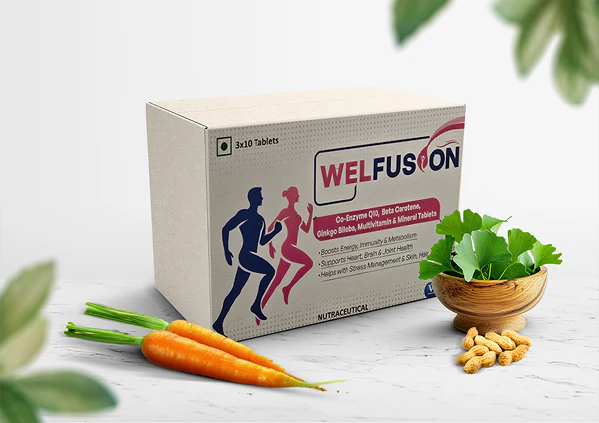 3x10 Tablets
WELFUSION
Co-Enzyme Q10, Beta Carotene,
Ginkgo Biloba, Multivitamin & Mineral Tablets
• Boosts Energy, Immunity & Metabolism
• Supports Heart, Brain & Joint Health
• Helps with Stress Management & Skin,
NUTRACEUTICAL